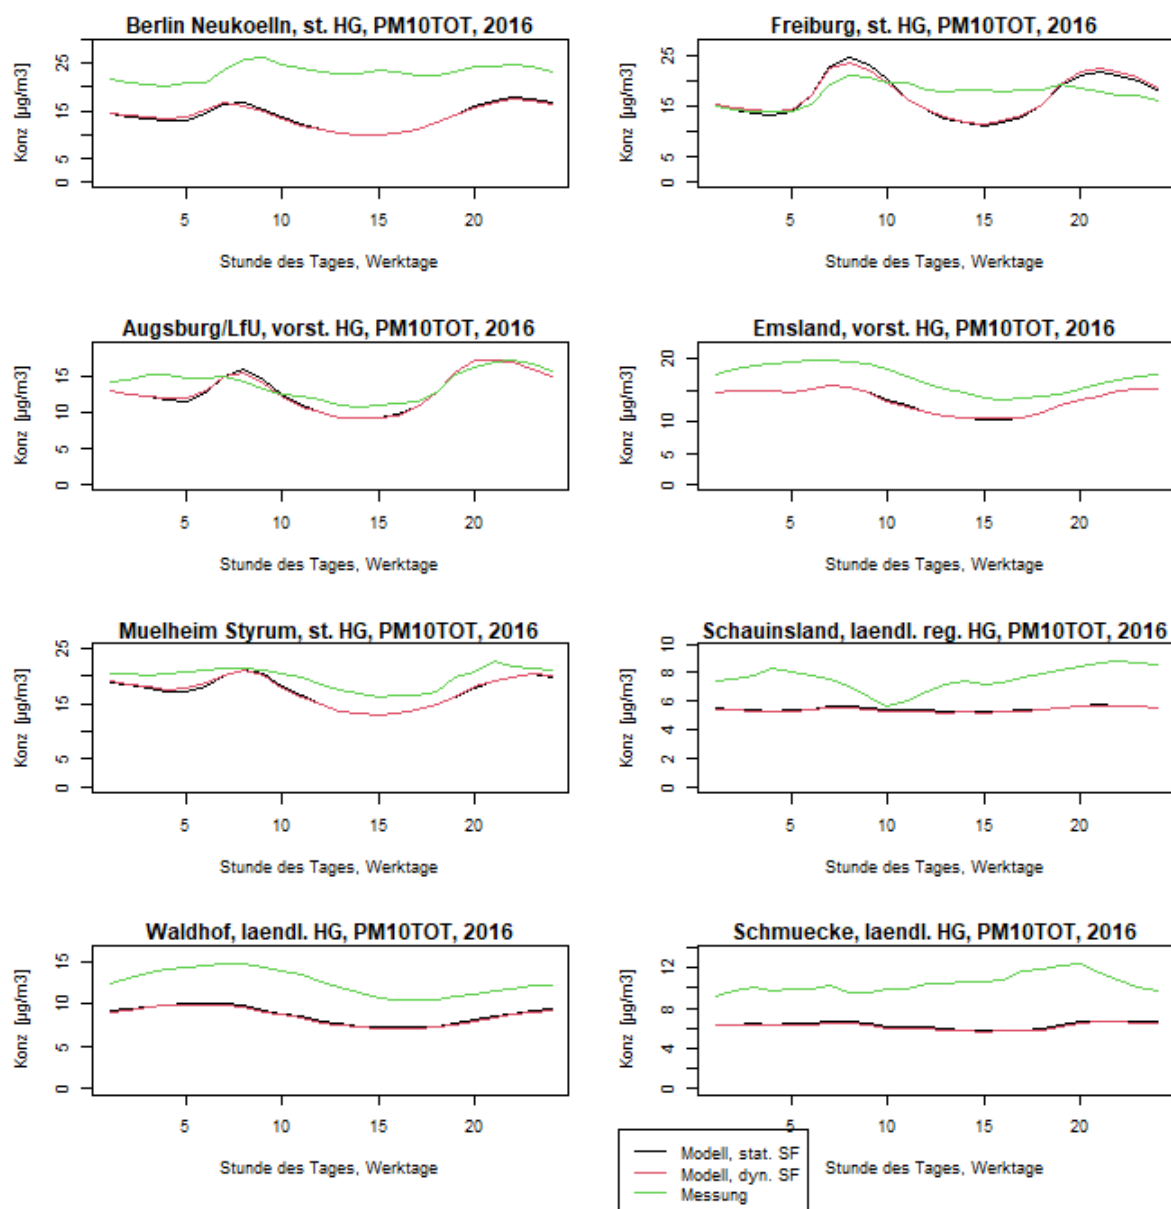 Berlin Neukoelln, st. HG, PM10TOT, 2016
Konz [µg/m3]
0 5 15 25
5 10 15 20
Stunde des Tages, Werktage
Freiburg, st. HG, PM10TOT, 2016
Konz [µg/m3]
0 5 15 25
5 10 15 20
Stunde des Tages, Werktage
Augsburg/LfU, vorst. HG, PM10TOT, 2016
Konz [µg/m3]
0 5 10 15
5 10 15 20
Stunde des Tages, Werktage
Emsland, vorst. HG, PM10TOT, 2016
Konz [µg/m3]
0 5 10 20
5 10 15 20
Stunde des Tages, Werktage
Muelheim Styrum, st. HG, PM10TOT, 2016
Konz [µg/m3]
0 5 15 25
5 10 15 20
Stunde des Tages, Werktage
Schauinsland, laendl. reg. HG, PM10TOT, 2016
Konz [µg/m3]
0 2 4 6 8 10
5 10 15 20
Stunde des Tages, Werktage
Waldhof, laendl. HG, PM10TOT, 2016
Konz [µg/m3]
0 5 10 15
5 10 15 20
Stunde des Tages, Werktage
Schmuecke, laendl. HG, PM10TOT, 2016
Konz [µg/m3]
0 4 8 12
5 10 15 20
Stunde des Tages, Werktage
Modell, stat. SF
Modell, dyn. SF
Messung